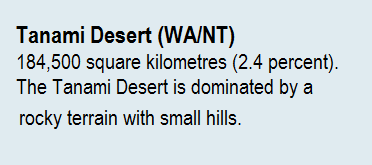 Tanami Desert (WA/NT)
184,500 square kilometres (2.4 percent).
The Tanami Desert is dominated by a
rocky terrain with small hills.